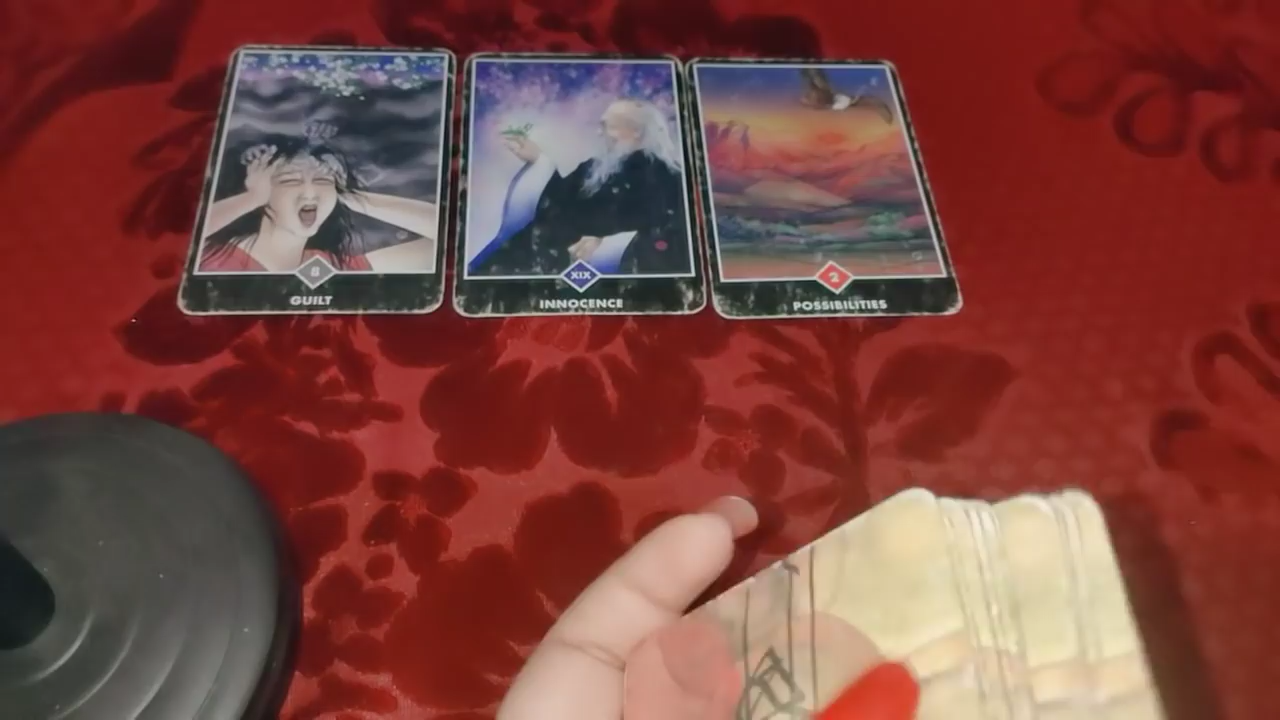 8
GUILT
XIX
INNOCENCE
2
POSSIBILITIES